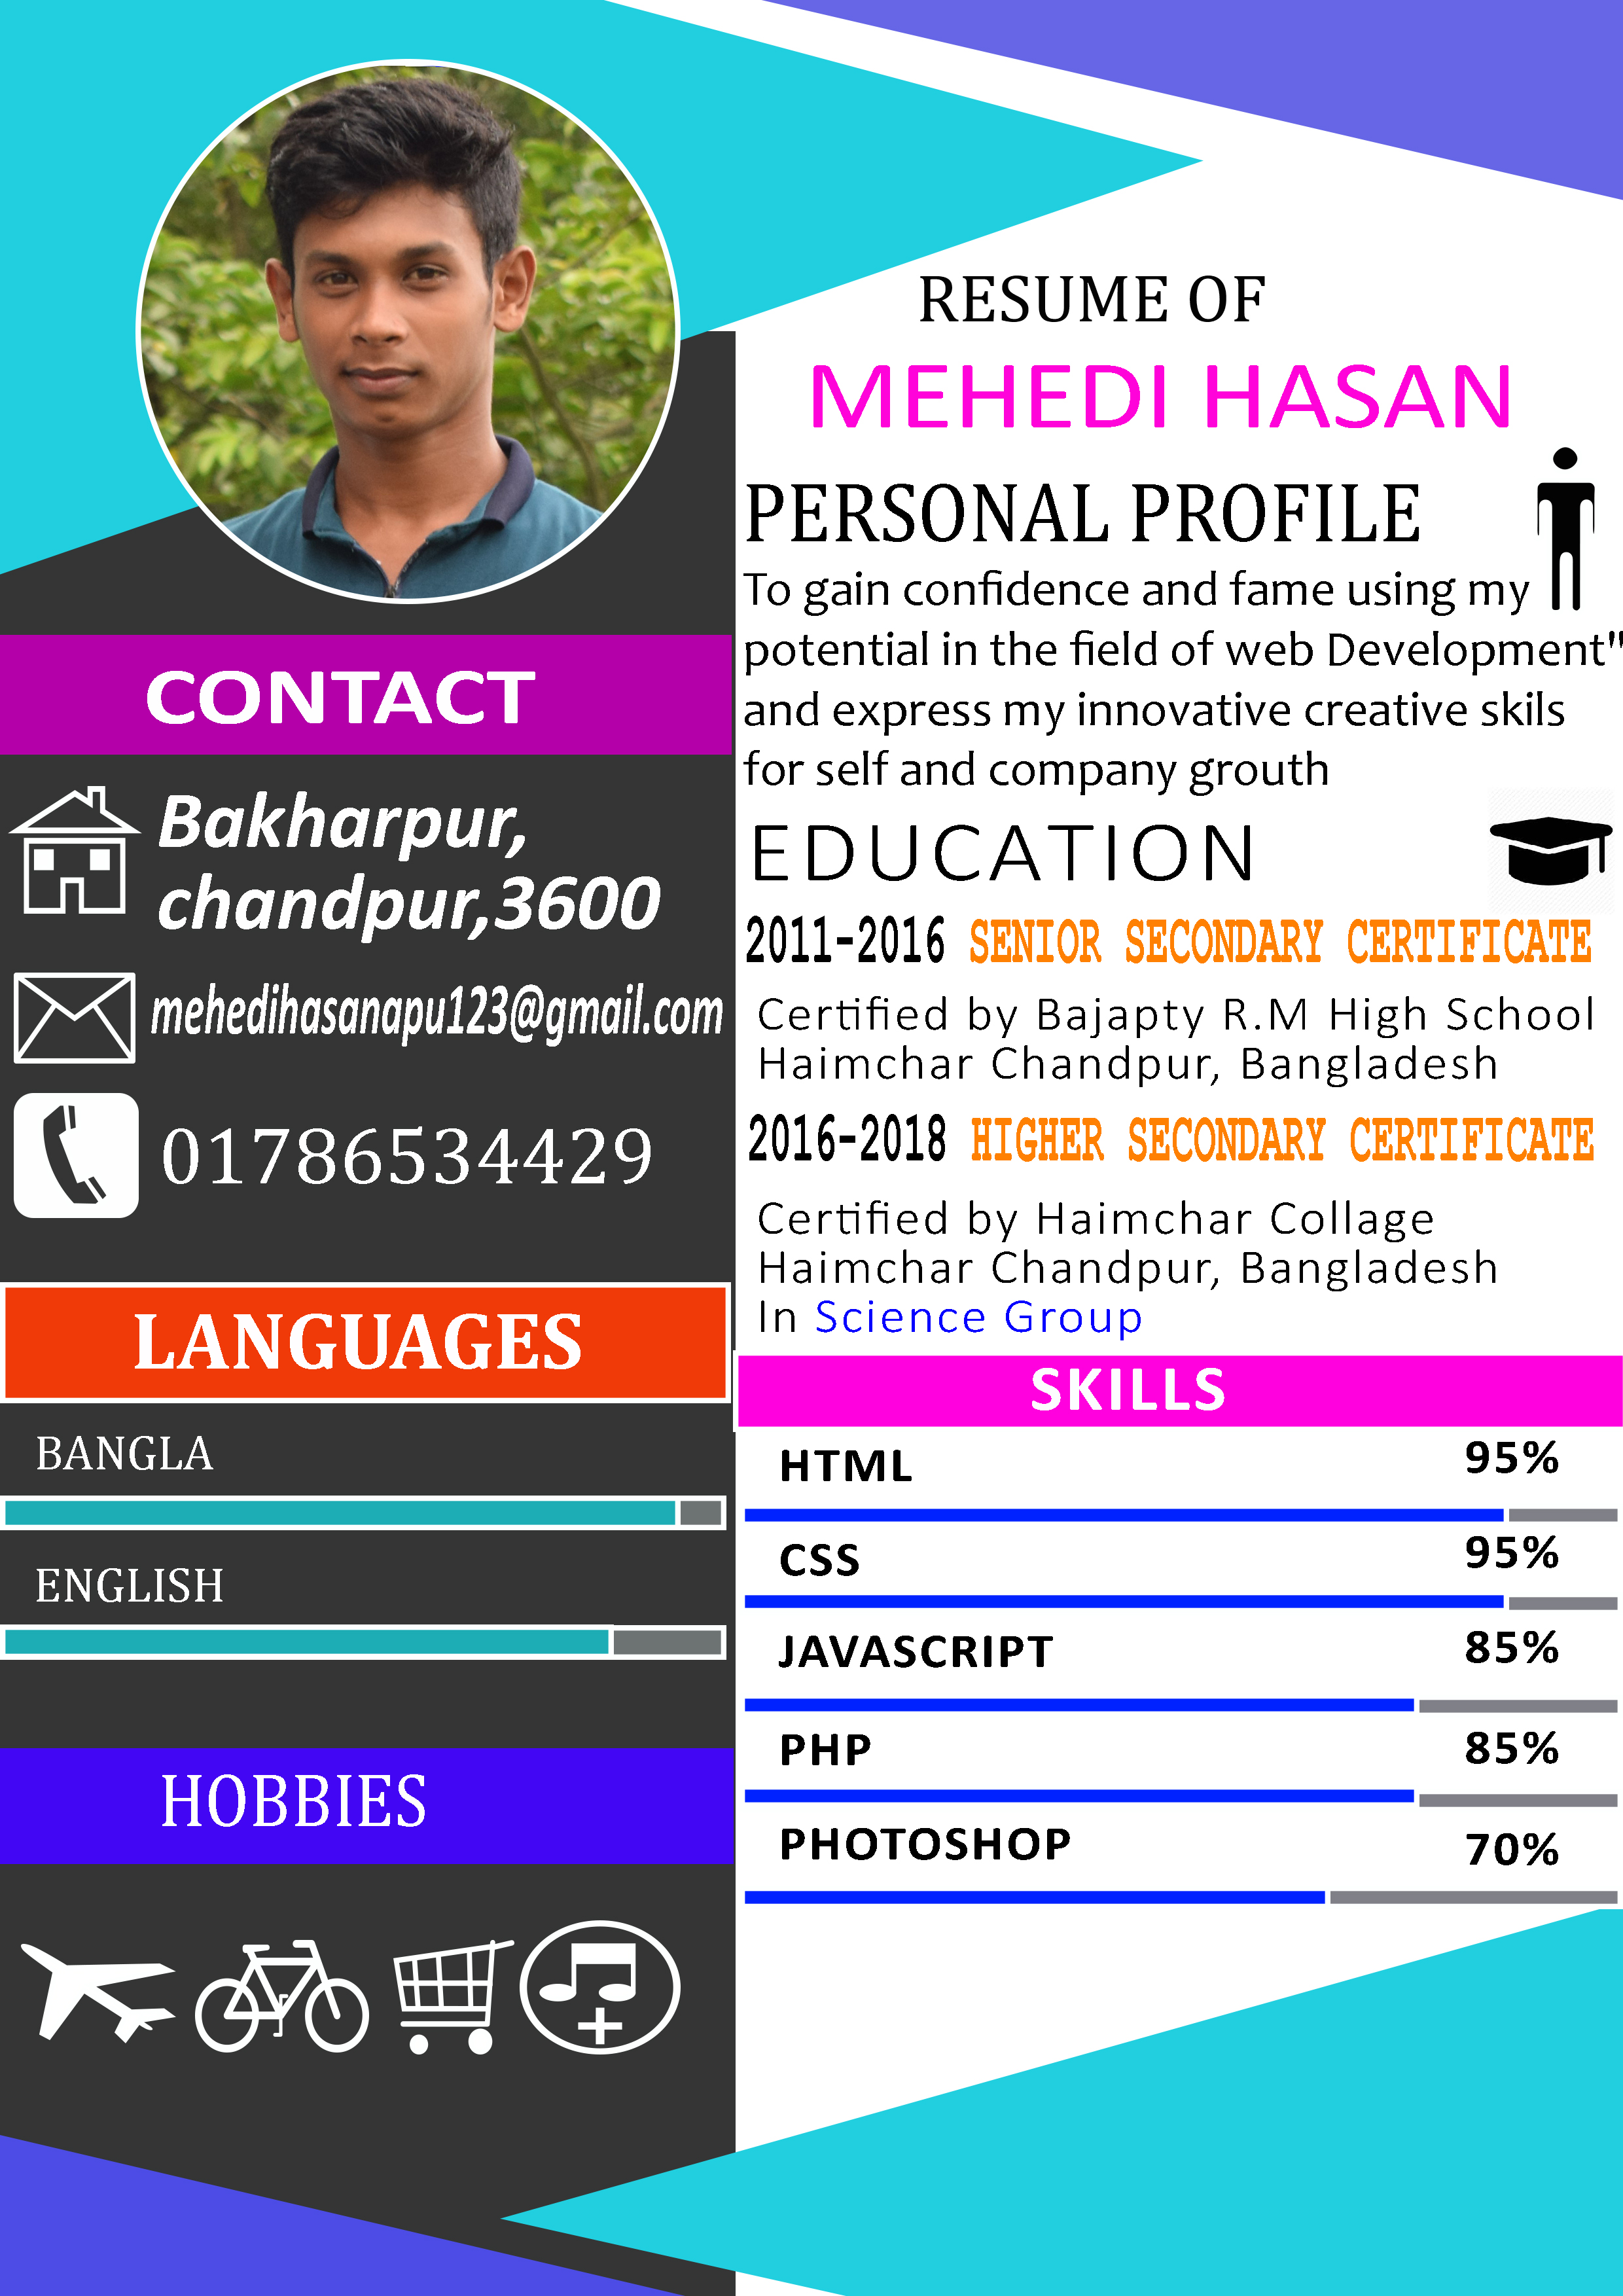 RESUME OF
MEHEDI HASAN
PERSONAL PROFILE
To gain confidence and fame using my
potential in the field of web Development"
and express my innovative creative skils
for self and company grouth
EDUCATION
2011-2016 SENIOR SECONDARY CERTIFICATE
Certified by Bajapty R.M High School
Haimchar Chandpur, Bangladesh
2016-2018 HIGHER SECONDARY CERTIFICATE
Certified by Haimchar Collage
Haimchar Chandpur, Bangladesh
In Science Group
SKILLS
HTML 95%
CSS 95%
JAVASCRIPT 85%
PHP 85%
PHOTOSHOP 70%
CONTACT
Bakharpur,
chandpur,3600
mehedihasanapu123@gmail.com
01786534429
LANGUAGES
BANGLA
ENGLISH
HOBBIES